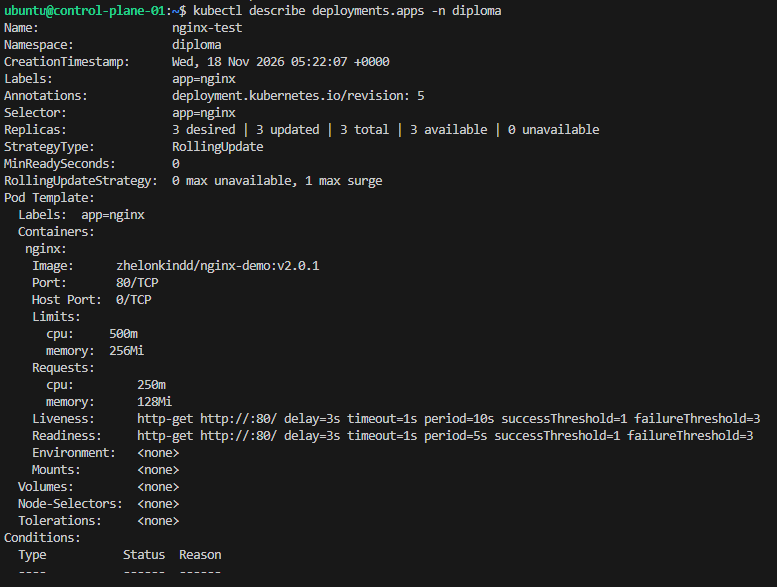 ubuntu@control-plane-01:~$ kubectl describe deployments.apps -n diploma
Name:                   nginx-test
Namespace:              diploma
CreationTimestamp:      Wed, 18 Nov 2026 05:22:07 +0000
Labels:                 app=nginx
Annotations:            deployment.kubernetes.io/revision: 5
Selector:               app=nginx
Replicas:               3 desired | 3 updated | 3 total | 3 available | 0 unavailable
StrategyType:           RollingUpdate
MinReadySeconds:        0
RollingUpdateStrategy:  0 max unavailable, 1 max surge
Pod Template:
  Labels:  app=nginx
  Containers:
   nginx:
    Image:      zhelonkindd/nginx-demo:v2.0.1
    Port:       80/TCP
    Host Port:  0/TCP
    Limits:
      cpu:     500m
      memory:  256Mi
    Requests:
      cpu:         250m
      memory:      128Mi
    Liveness:      http-get http://:80/ delay=3s timeout=1s period=10s successThreshold=1 failureThreshold=3
    Readiness:     http-get http://:80/ delay=3s timeout=1s period=5s successThreshold=1 failureThreshold=3
    Environment:   <none>
    Mounts:        <none>
  Volumes:         <none>
  Node-Selectors:  <none>
  Tolerations:     <none>
Conditions:
  Type           Status  Reason
  ----           ------  ------